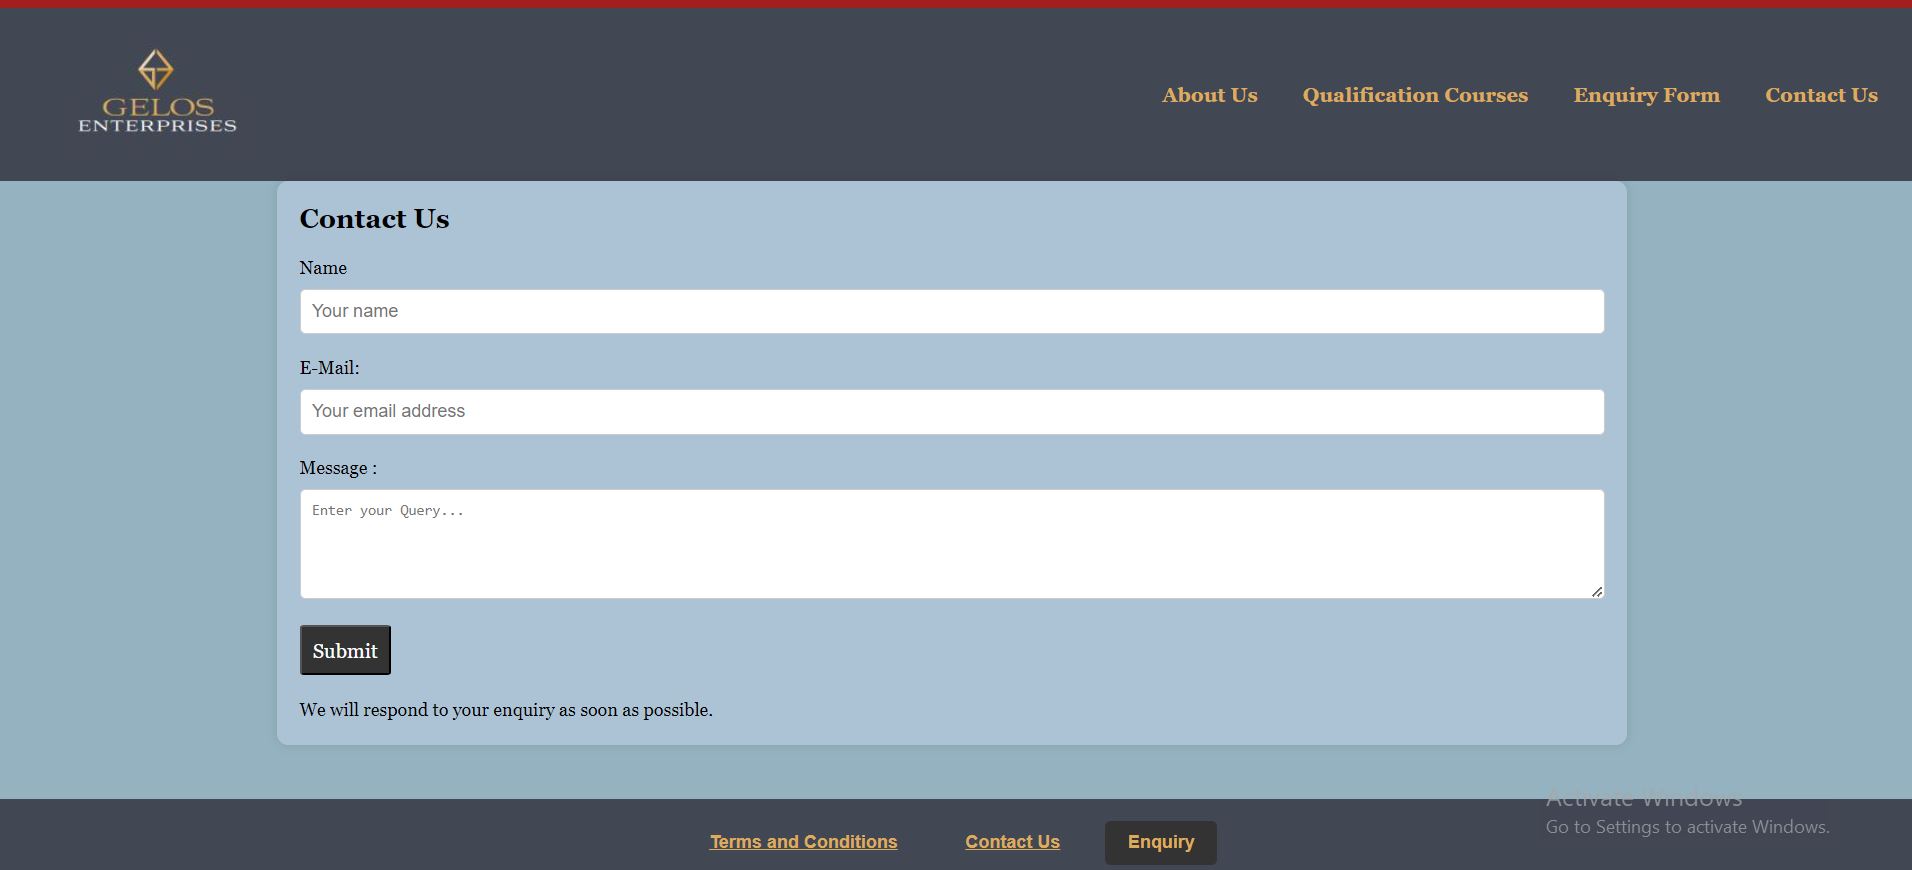 GELOS
ENTERPRISES
About Us
Qualification Courses
Enquiry Form
Contact Us
Contact Us
Name
Your name
E-Mail:
Your email address
Message :
Enter your Query...
Submit
We will respond to your enquiry as soon as possible.
Activate Windows
Go to Settings to activate Windows.
Terms and Conditions
Contact Us
Enquiry